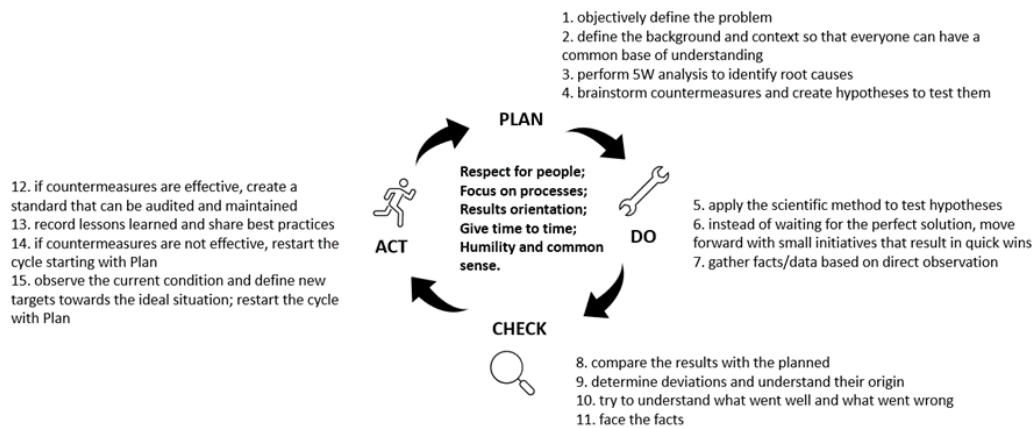 1. objectively define the problem
2. define the background and context so that everyone can have a
common base of understanding
3. perform 5W analysis to identify root causes
4. brainstorm countermeasures and create hypotheses to test them
PLAN
Respect for people;
Focus on processes;
Results orientation;
Give time to time;
Humility and common
sense.
DO
5. apply the scientific method to test hypotheses
6. instead of waiting for the perfect solution, move
forward with small initiatives that result in quick wins
7. gather facts/data based on direct observation
CHECK
8. compare the results with the planned
9. determine deviations and understand their origin
10. try to understand what went well and what went wrong
11. face the facts
ACT
12. if countermeasures are effective, create a
standard that can be audited and maintained
13. record lessons learned and share best practices
14. if countermeasures are not effective, restart the
cycle starting with Plan
15. observe the current condition and define new
targets towards the ideal situation; restart the cycle
with Plan